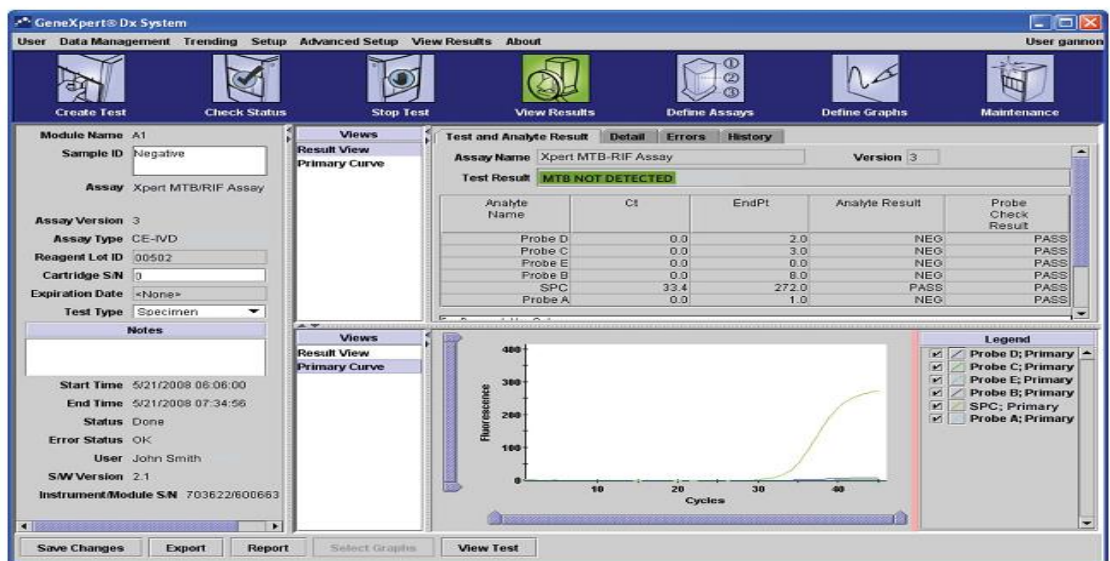 GeneXpert® Dx System
User Data Management Trending Setup Advanced Setup View Results About User gannon
Create Test Check Status Stop Test View Results Define Assays Define Graphs Maintenance
Module Name A1
Sample ID Negative
Assay Xpert MTB/RIF Assay
Assay Version 3
Assay Type CE-IVD
Reagent Lot ID 00502
Cartridge S/N 0
Expiration Date <None>
Test Type Specimen
Notes
Start Time 5/21/2008 06:06:00
End Time 5/21/2008 07:34:56
Status Done
Error Status OK
User John Smith
S/W Version 2.1
Instrument/Module S/N 703622/600663
Views
Result View
Primary Curve
Test and Analyte Result Detail Errors History
Assay Name Xpert MTB-RIF Assay Version 3
Test Result MTB NOT DETECTED
Analyte Name Ct EndPt Analyte Result Probe Check Result
Probe D 0.0 2.0 NEG PASS
Probe C 0.0 3.0 NEG PASS
Probe E 0.0 0.0 NEG PASS
Probe B 0.0 8.0 NEG PASS
SPC 33.4 272.0 PASS PASS
Probe A 0.0 1.0 NEG PASS
Views
Result View
Primary Curve
400
300
200
100
0
Fluorescence
10 20 30 40
Cycles
Legend
Probe D; Primary
Probe C; Primary
Probe E; Primary
Probe B; Primary
SPC; Primary
Probe A; Primary
Save Changes Export Report Select Graphs View Test